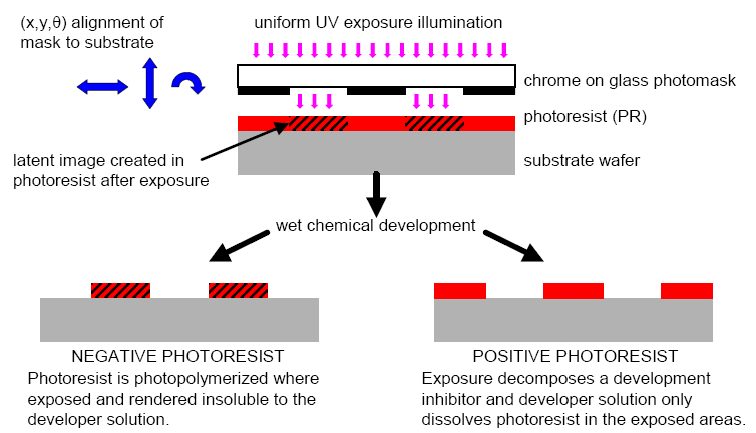 (x,y,θ) alignment of
mask to substrate
uniform UV exposure illumination
chrome on glass photomask
photoresist (PR)
latent image created in
photoresist after exposure
substrate wafer
wet chemical development
NEGATIVE PHOTORESIST
Photoresist is photopolymerized where
exposed and rendered insoluble to the
developer solution.
POSITIVE PHOTORESIST
Exposure decomposes a development
inhibitor and developer solution only
dissolves photoresist in the exposed areas.